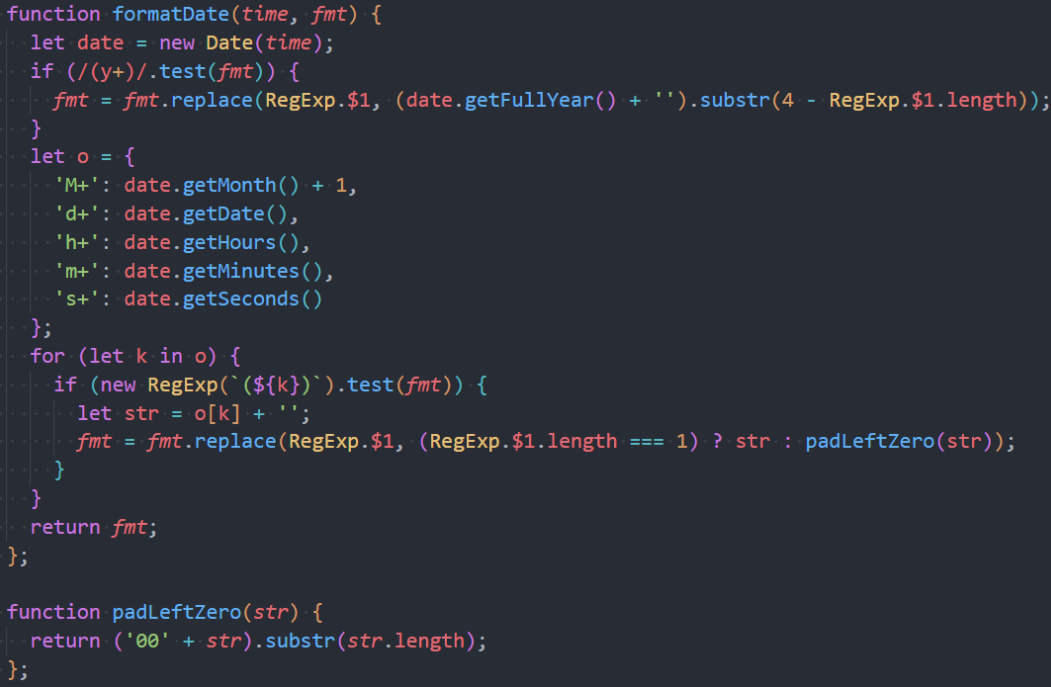 function formatDate(time, fmt) {
  let date = new Date(time);
  if (/(y+)/.test(fmt)) {
    fmt = fmt.replace(RegExp.$1, (date.getFullYear() + '').substr(4 - RegExp.$1.length));
  }
  let o = {
    'M+': date.getMonth() + 1,
    'd+': date.getDate(),
    'h+': date.getHours(),
    'm+': date.getMinutes(),
    's+': date.getSeconds()
  };
  for (let k in o) {
    if (new RegExp(`(${k})`).test(fmt)) {
      let str = o[k] + '';
      fmt = fmt.replace(RegExp.$1, (RegExp.$1.length === 1) ? str : padLeftZero(str));
    }
  }
  return fmt;
};

function padLeftZero(str) {
  return ('00' + str).substr(str.length);
};